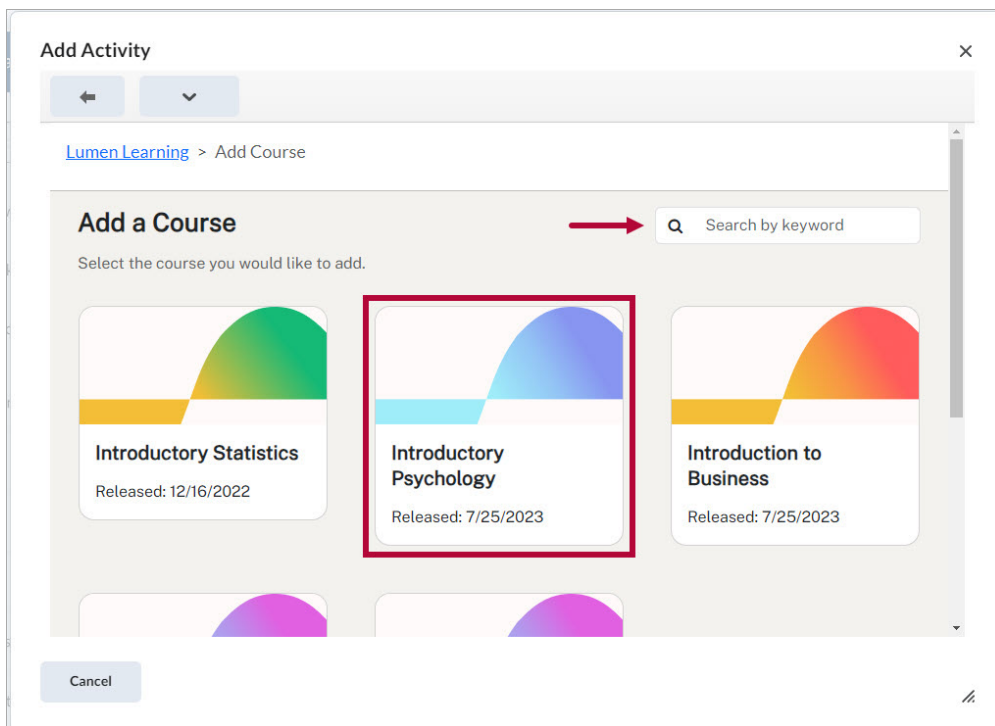 Add Activity
Lumen Learning > Add Course
Add a Course
Search by keyword
Select the course you would like to add.
Introductory Statistics
Released: 12/16/2022
Introductory
Psychology
Released: 7/25/2023
Introduction to
Business
Released: 7/25/2023
Cancel